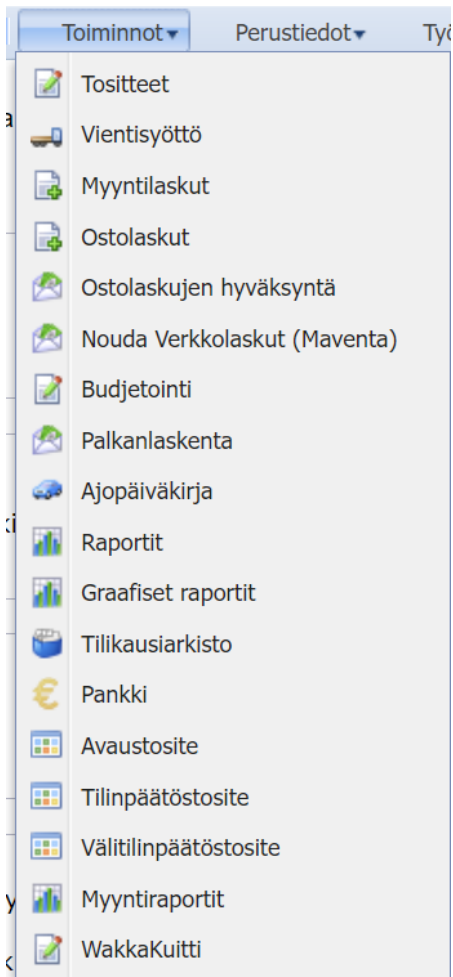 Toiminnot Perustiedot
Tositteet
Vientisyöttö
Myyntilaskut
Ostolaskut
Ostolaskujen hyväksyntä
Nouda Verkkolaskut (Maventa)
Budjetointi
Palkanlaskenta
Ajopäiväkirja
Raportit
Graafiset raportit
Tilikausiarkisto
Pankki
Avaustosite
Tilinpäätöstosite
Välitilinpäätöstosite
Myyntiraportit
WakkaKuitti